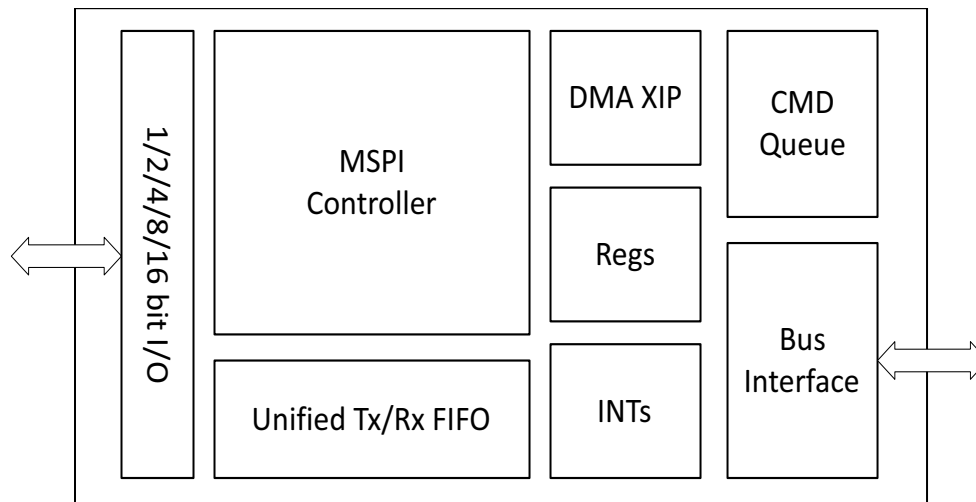 1/2/4/8/16 bit I/O
MSPI
Controller
Unified Tx/Rx FIFO
DMA XIP
Regs
INTs
CMD
Queue
Bus
Interface